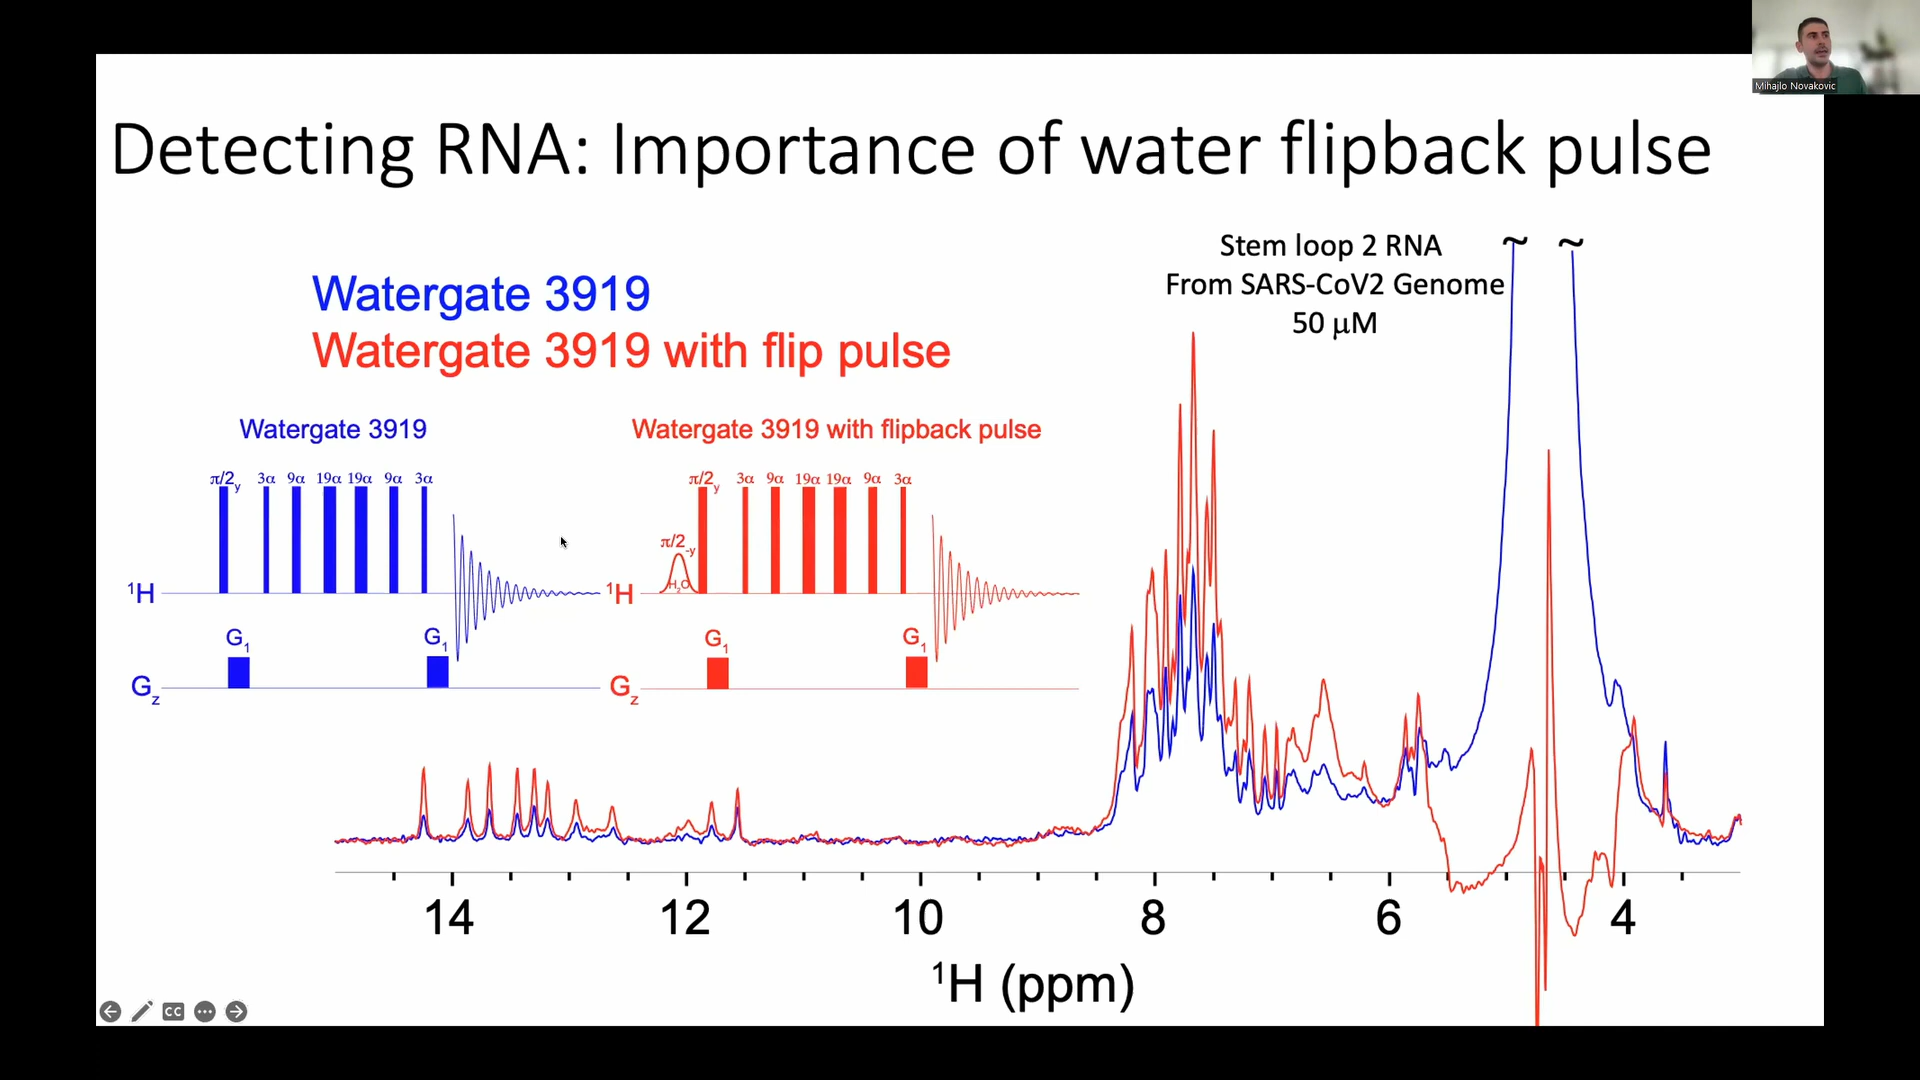 Mihajlo Novakovic
Detecting RNA: Importance of water flipback pulse
Stem loop 2 RNA
From SARS-CoV2 Genome
50 μM
~ ~
Watergate 3919
Watergate 3919 with flip pulse
Watergate 3919
π/2y 3α 9α 19α 19α 9α 3α
1H
G1 G1
Gz
Watergate 3919 with flipback pulse
π/2y 3α 9α 19α 19α 9α 3α
π/2-y
H2O
1H
G1 G1
Gz
14 12 10 8 6 4
1H (ppm)
CC